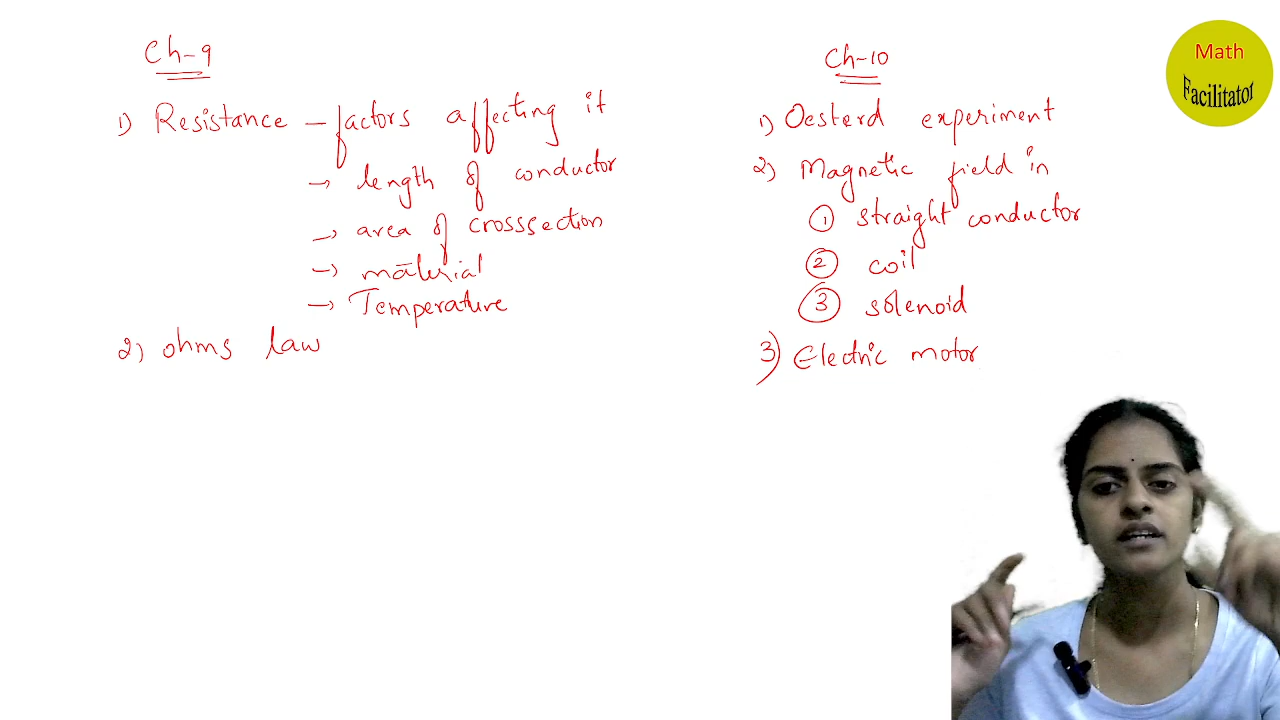 Ch-9
1) Resistance - factors affecting it
→ length of conductor
→ area of crosssection
→ material
→ Temperature
2) ohms law
Ch-10
1) Oesterd experiment
2) Magnetic field in
① straight conductor
② coil
③ solenoid
3) Electric motor
Math
Facilitator